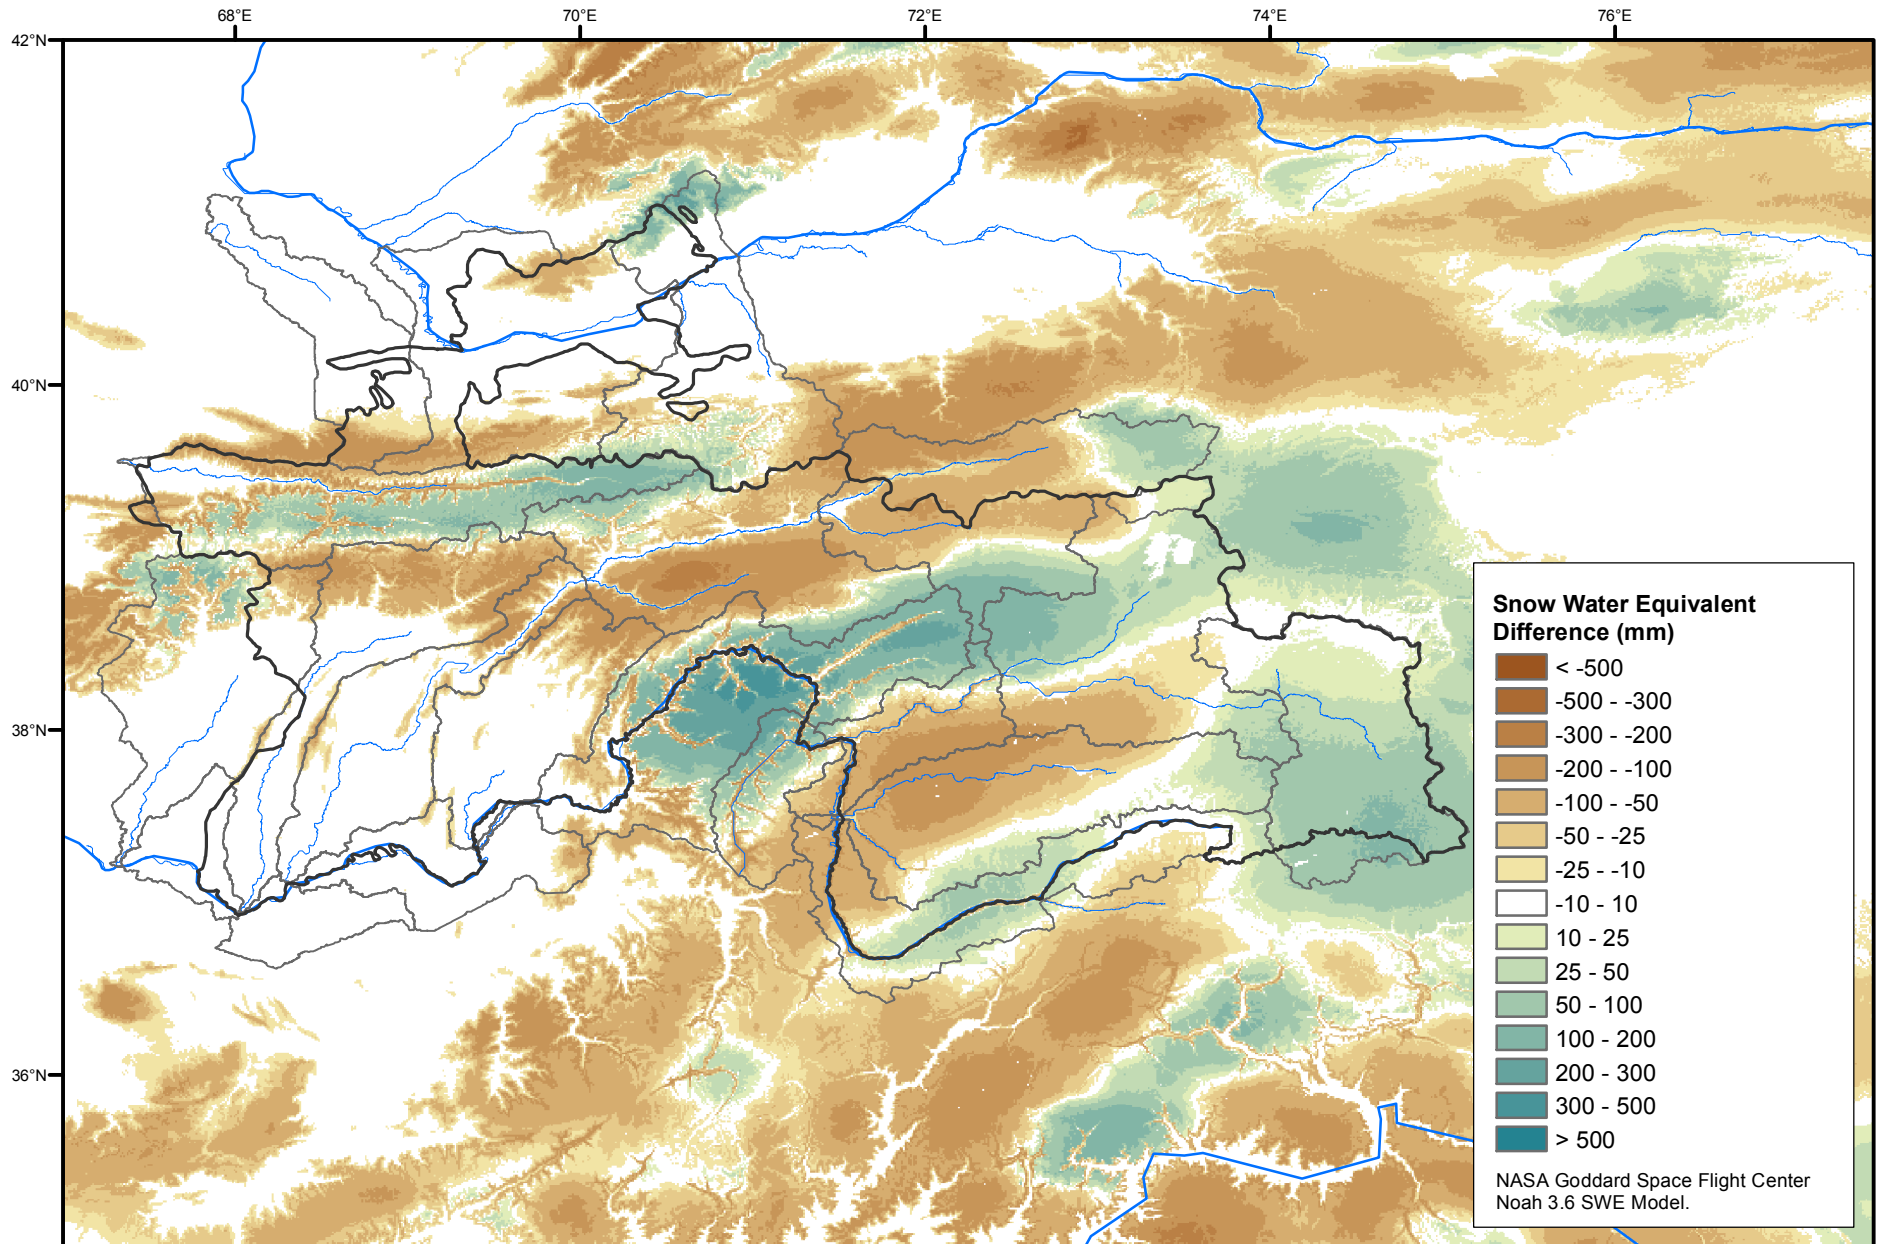 68°E 70°E 72°E 74°E 76°E
42°N
40°N
38°N
36°N
Snow Water Equivalent
Difference (mm)
< -500
-500 - -300
-300 - -200
-200 - -100
-100 - -50
-50 - -25
-25 - -10
-10 - 10
10 - 25
25 - 50
50 - 100
100 - 200
200 - 300
300 - 500
> 500
NASA Goddard Space Flight Center
Noah 3.6 SWE Model.